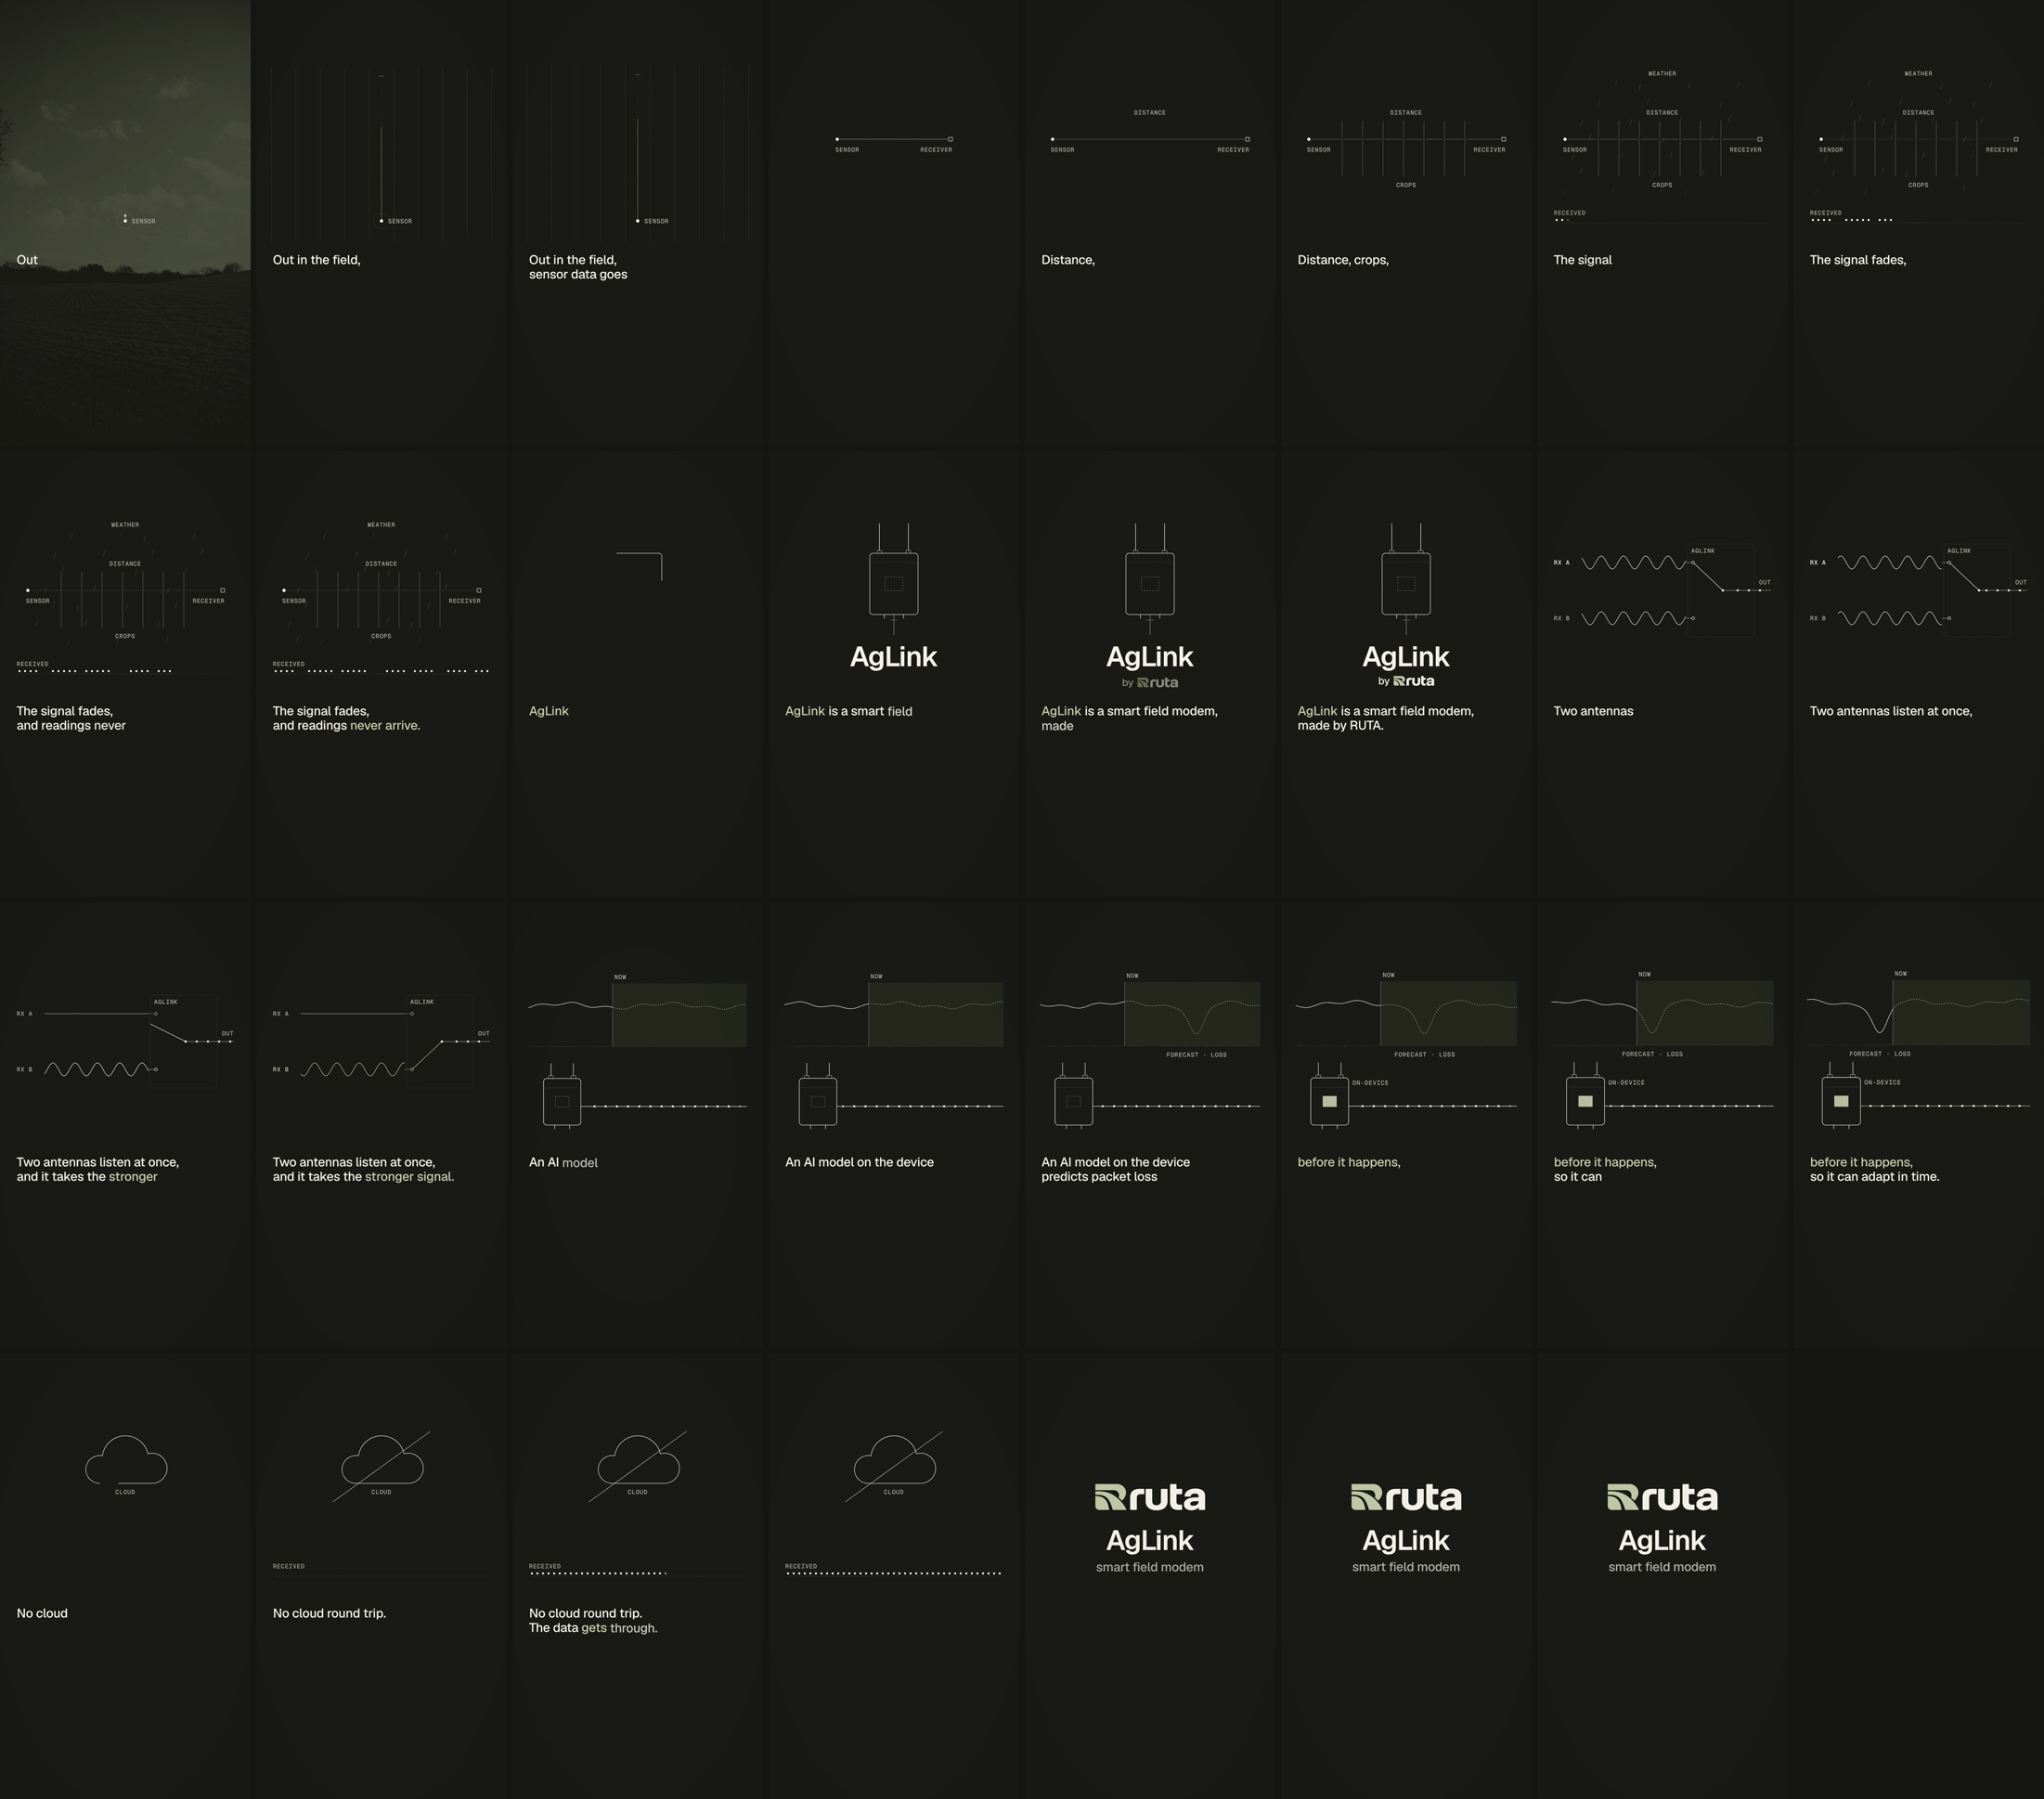 SENSOR
Out
SENSOR
Out in the field,
SENSOR
Out in the field,
sensor data goes
SENSOR
RECEIVER
DISTANCE
SENSOR
RECEIVER
Distance,
DISTANCE
SENSOR
RECEIVER
CROPS
Distance, crops,
WEATHER
DISTANCE
SENSOR
RECEIVER
CROPS
RECEIVED
The signal
WEATHER
DISTANCE
SENSOR
RECEIVER
CROPS
RECEIVED
The signal fades,
WEATHER
DISTANCE
SENSOR
RECEIVER
CROPS
RECEIVED
The signal fades,
and readings never
WEATHER
DISTANCE
SENSOR
RECEIVER
CROPS
RECEIVED
The signal fades,
and readings never arrive.
AgLink
AgLink
AgLink is a smart field
AgLink
by ruta
AgLink is a smart field modem,
made
AgLink
by ruta
AgLink is a smart field modem,
made by RUTA.
AGLINK
RX A
OUT
RX B
Two antennas
AGLINK
RX A
OUT
RX B
Two antennas listen at once,
AGLINK
RX A
OUT
RX B
Two antennas listen at once,
and it takes the stronger
AGLINK
RX A
OUT
RX B
Two antennas listen at once,
and it takes the stronger signal.
NOW
An AI model
NOW
An AI model on the device
NOW
FORECAST · LOSS
An AI model on the device
predicts packet loss
NOW
FORECAST · LOSS
ON-DEVICE
before it happens,
NOW
FORECAST · LOSS
ON-DEVICE
before it happens,
so it can
NOW
FORECAST · LOSS
ON-DEVICE
before it happens,
so it can adapt in time.
CLOUD
No cloud
CLOUD
RECEIVED
No cloud round trip.
CLOUD
RECEIVED
No cloud round trip.
The data gets through.
CLOUD
RECEIVED
ruta
AgLink
smart field modem
ruta
AgLink
smart field modem
ruta
AgLink
smart field modem